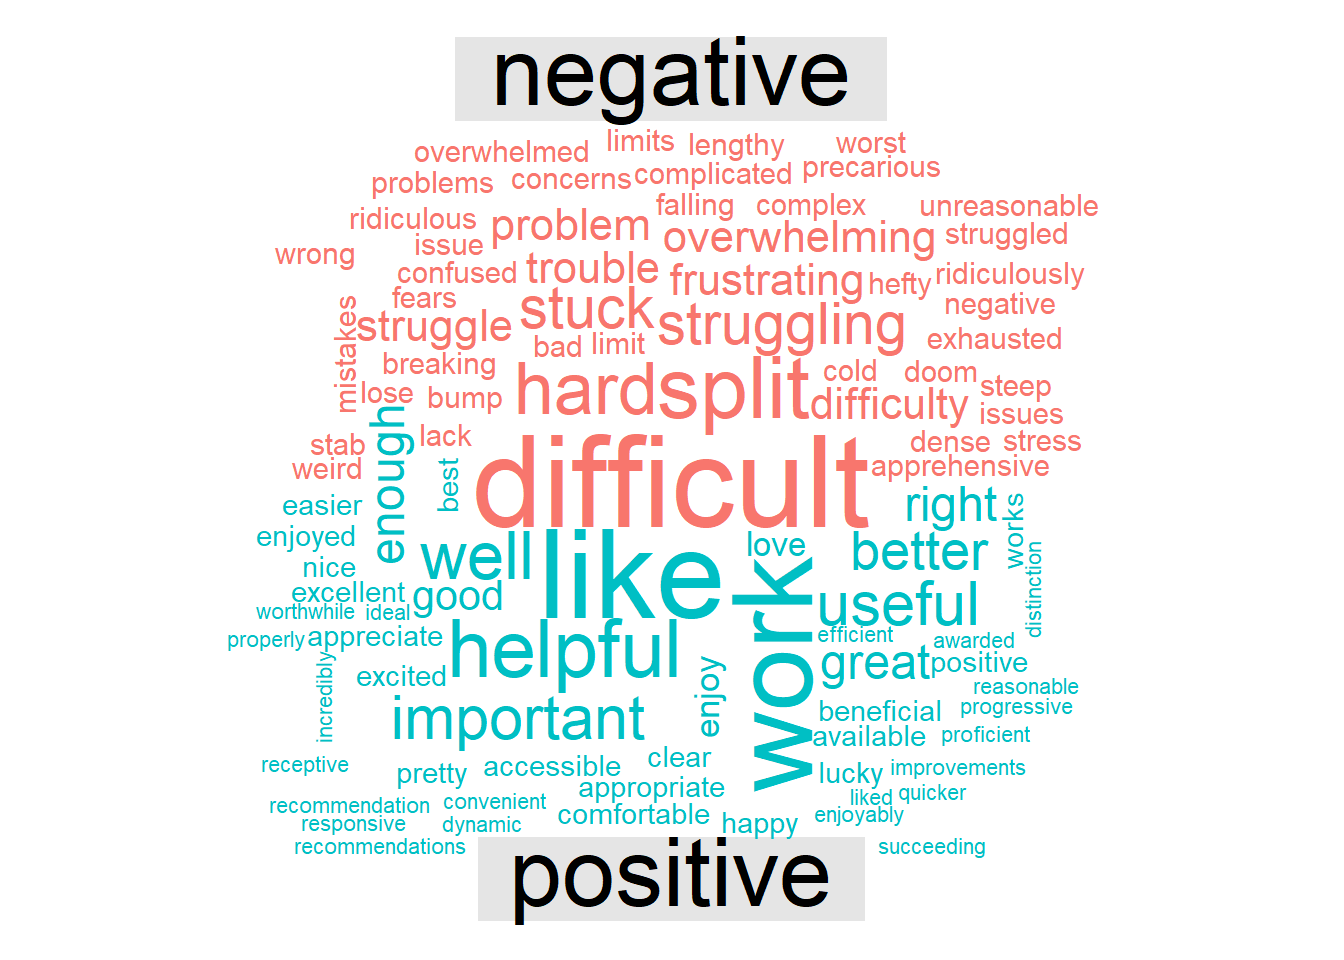 negative
overwhelmed limits lengthy worst
problems concerns complicated precarious
ridiculous problem falling complex unreasonable
wrong issue overwhelming struggled
confused trouble frustrating hefty ridiculously
mistakes fears struggle stuck struggling negative
breaking bad limit exhausted
lose bump hard split cold doom steep
difficulty issues
stab enough lack dense stress
weird best difficult apprehensive
easier right works
enjoyed well like love better
nice distinction
excellent good work useful
worthwhile ideal
properly appreciate helpful efficient awarded
incredibly excited enjoy great positive
reasonable
important beneficial progressive
available proficient
receptive pretty accessible clear lucky improvements
appropriate liked quicker
recommendation convenient comfortable enjoyably
responsive dynamic happy
recommendations succeeding
positive